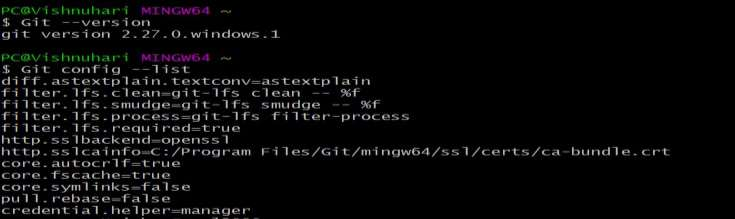 PC@Vishnuhari MINGW64 ~
$ Git --version
git version 2.27.0.windows.1
PC@Vishnuhari MINGW64 ~
$ Git config --list
diff.astextplain.textconv=astextplain
filter.lfs.clean=git-lfs clean -- %f
filter.lfs.smudge=git-lfs smudge -- %f
filter.lfs.process=git-lfs filter-process
filter.lfs.required=true
http.sslbackend=openssl
http.sslcainfo=C:/Program Files/Git/mingw64/ssl/certs/ca-bundle.crt
core.autocrlf=true
core.fscache=true
core.symlinks=false
pull.rebase=false
credential.helper=manager